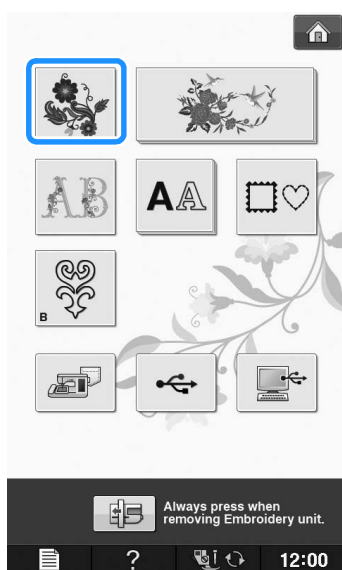 AB
AA
B
Always press when
removing Embroidery unit.
?
12:00